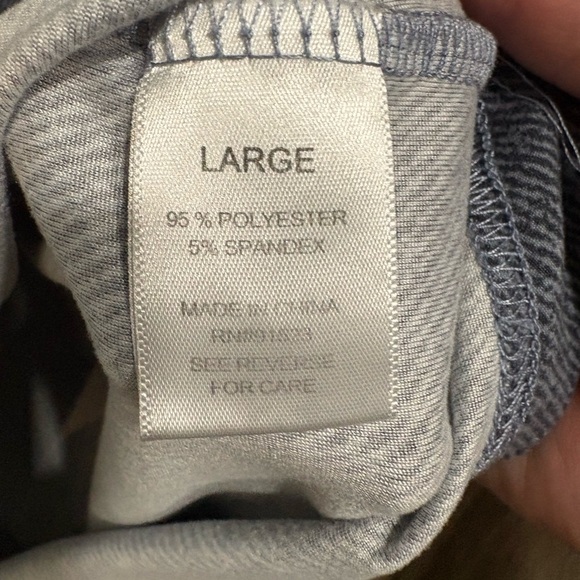 LARGE
95 % POLYESTER
5% SPANDEX
MADE IN CHINA
SEE REVERSE
FOR CARE